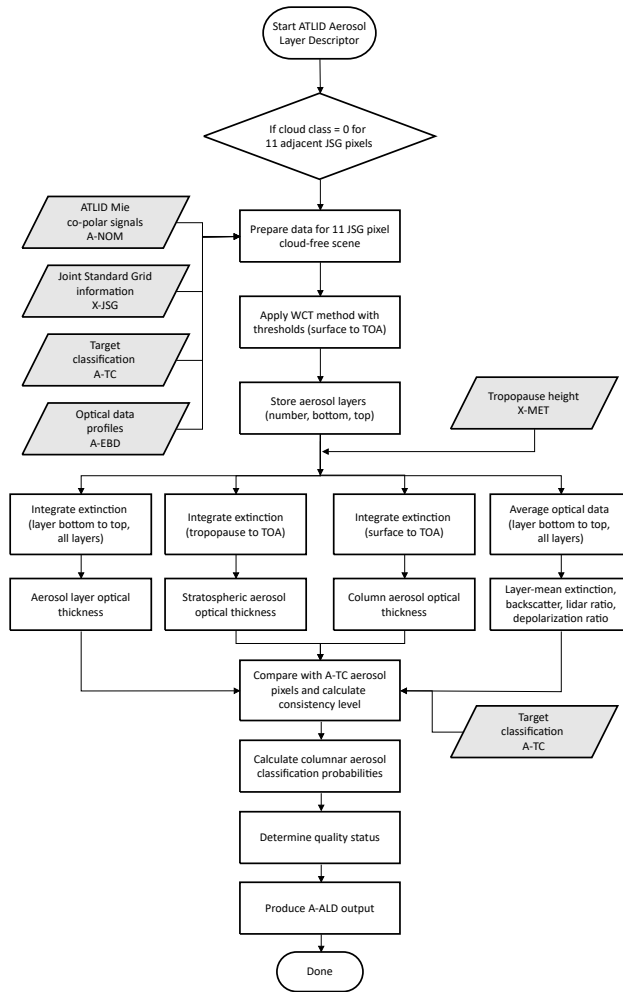 Start ATLID Aerosol
Layer Descriptor
If cloud class = 0 for
11 adjacent JSG pixels
ATLID Mie
co-polar signals
A-NOM
Prepare data for 11 JSG pixel
cloud-free scene
Joint Standard Grid
information
X-JSG
Apply WCT method with
thresholds (surface to TOA)
Target
classification
A-TC
Store aerosol layers
(number, bottom, top)
Tropopause height
X-MET
Optical data
profiles
A-EBD
Integrate extinction
(layer bottom to top,
all layers)
Integrate extinction
(tropopause to TOA)
Integrate extinction
(surface to TOA)
Average optical data
(layer bottom to top,
all layers)
Aerosol layer optical
thickness
Stratospheric aerosol
optical thickness
Column aerosol optical
thickness
Layer-mean extinction,
backscatter, lidar ratio,
depolarization ratio
Compare with A-TC aerosol
pixels and calculate
consistency level
Target
classification
A-TC
Calculate columnar aerosol
classification probabilities
Determine quality status
Produce A-ALD output
Done